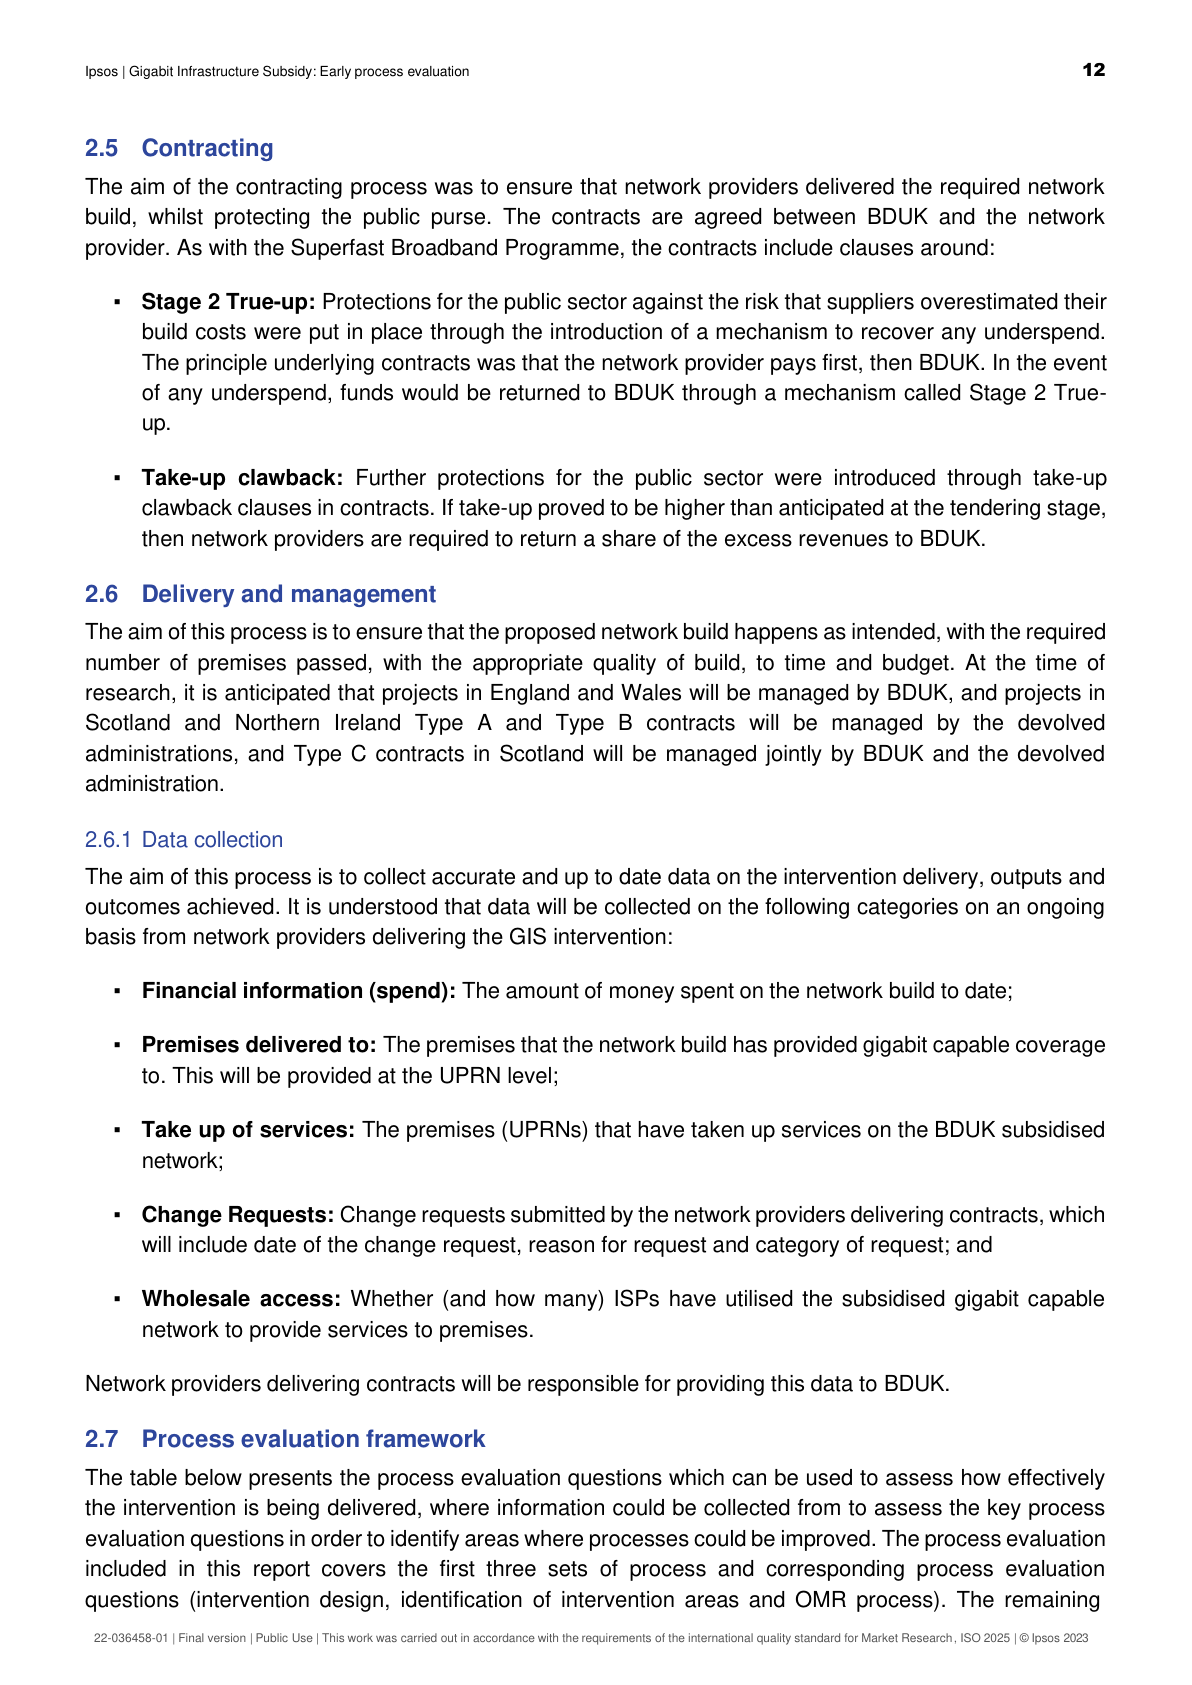 Ipsos | Gigabit Infrastructure Subsidy: Early process evaluation 12
2.5 Contracting
The aim of the contracting process was to ensure that network providers delivered the required network
build, whilst protecting the public purse. The contracts are agreed between BDUK and the network
provider. As with the Superfast Broadband Programme, the contracts include clauses around:
▪ Stage 2 True-up: Protections for the public sector against the risk that suppliers overestimated their
build costs were put in place through the introduction of a mechanism to recover any underspend.
The principle underlying contracts was that the network provider pays first, then BDUK. In the event
of any underspend, funds would be returned to BDUK through a mechanism called Stage 2 True-
up.
▪ Take-up clawback: Further protections for the public sector were introduced through take-up
clawback clauses in contracts. If take-up proved to be higher than anticipated at the tendering stage,
then network providers are required to return a share of the excess revenues to BDUK.
2.6 Delivery and management
The aim of this process is to ensure that the proposed network build happens as intended, with the required
number of premises passed, with the appropriate quality of build, to time and budget. At the time of
research, it is anticipated that projects in England and Wales will be managed by BDUK, and projects in
Scotland and Northern Ireland Type A and Type B contracts will be managed by the devolved
administrations, and Type C contracts in Scotland will be managed jointly by BDUK and the devolved
administration.
2.6.1 Data collection
The aim of this process is to collect accurate and up to date data on the intervention delivery, outputs and
outcomes achieved. It is understood that data will be collected on the following categories on an ongoing
basis from network providers delivering the GIS intervention:
▪ Financial information (spend): The amount of money spent on the network build to date;
▪ Premises delivered to: The premises that the network build has provided gigabit capable coverage
to. This will be provided at the UPRN level;
▪ Take up of services: The premises (UPRNs) that have taken up services on the BDUK subsidised
network;
▪ Change Requests: Change requests submitted by the network providers delivering contracts, which
will include date of the change request, reason for request and category of request; and
▪ Wholesale access: Whether (and how many) ISPs have utilised the subsidised gigabit capable
network to provide services to premises.
Network providers delivering contracts will be responsible for providing this data to BDUK.
2.7 Process evaluation framework
The table below presents the process evaluation questions which can be used to assess how effectively
the intervention is being delivered, where information could be collected from to assess the key process
evaluation questions in order to identify areas where processes could be improved. The process evaluation
included in this report covers the first three sets of process and corresponding process evaluation
questions (intervention design, identification of intervention areas and OMR process). The remaining
22-036458-01 | Final version | Public Use | This work was carried out in accordance with the requirements of the international quality standard for Market Research, ISO 2025 | © Ipsos 2023